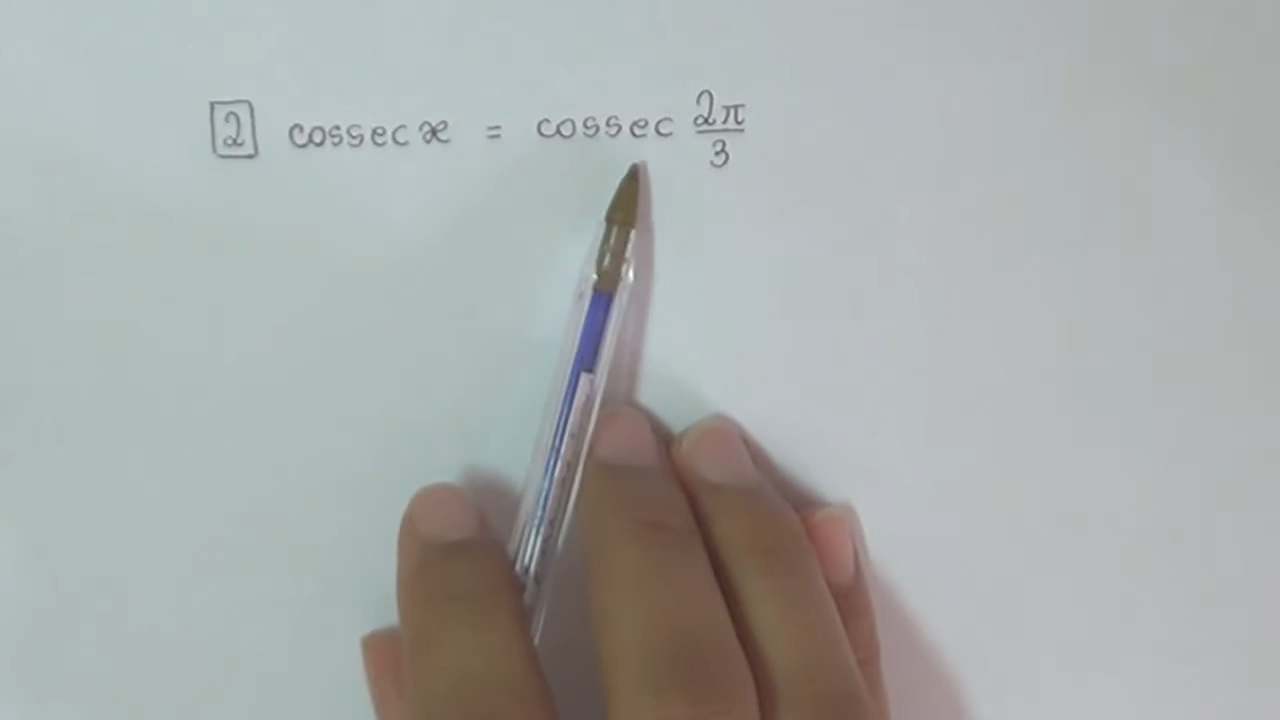 2 cossec x = cossec 2π/3